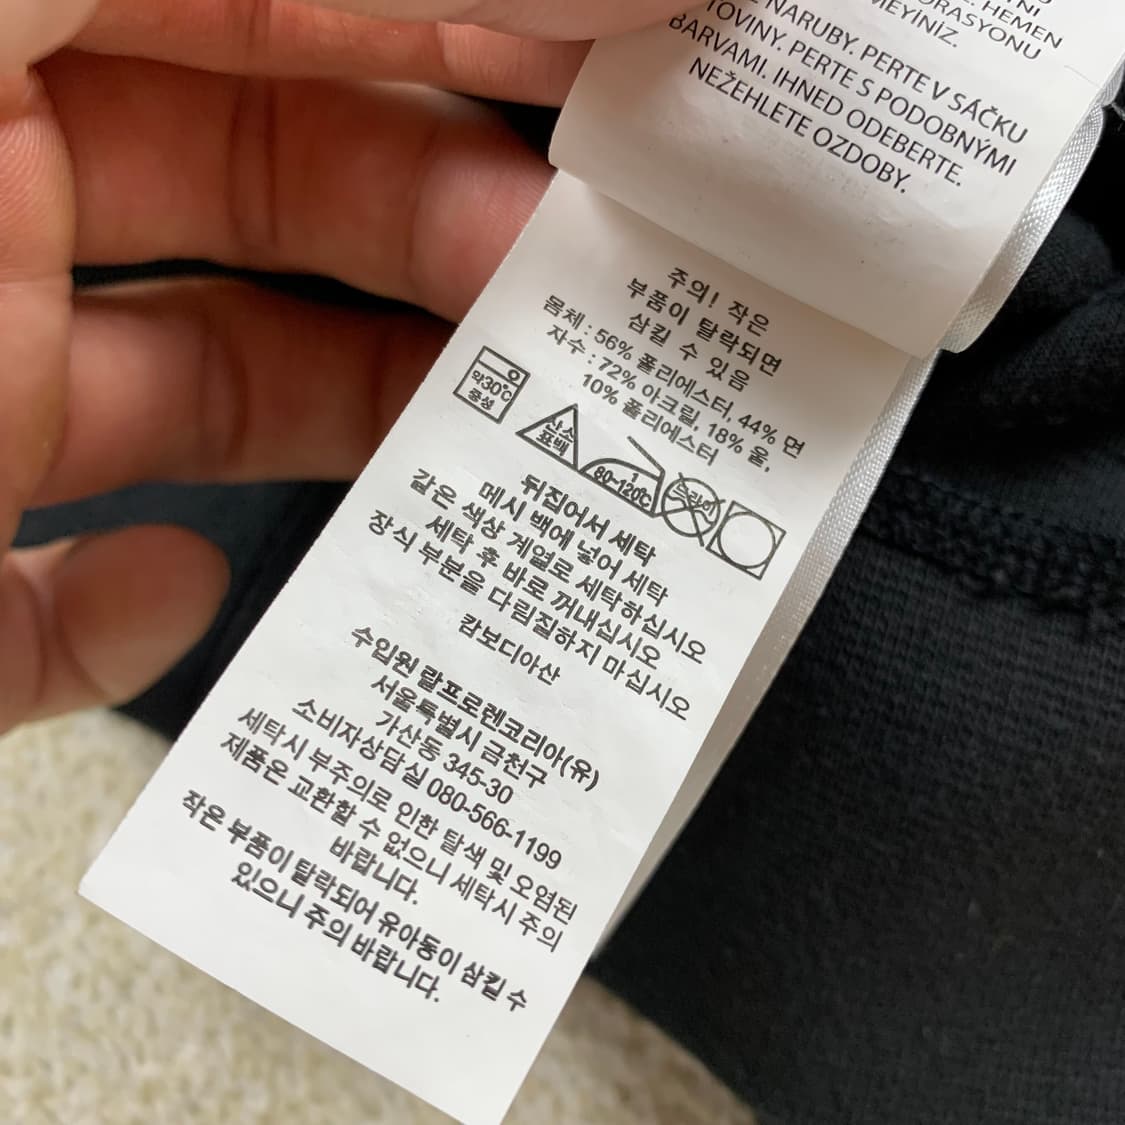 HEMEN
NARUBY. PERTE V SÁČKU
PERTE S PODOBNÝMI
BARVAMI. IHNED ODEBERTE.
NEŽEHLETE OZDOBY.
주의! 작은
부품이 탈락되면
삼킬 수 있음
몸체 : 56% 폴리에스터, 44% 면
자수 : 72% 아크릴, 18% 울,
10% 폴리에스터
약30℃
중성
산소
표백
1
80~120℃
드라이
뒤집어서 세탁
메시 백에 넣어 세탁
같은 색상 계열로 세탁하십시오
세탁 후 바로 꺼내십시오
장식 부분을 다림질하지 마십시오
캄보디아산
수입원 랄프로렌코리아(유)
서울특별시 금천구
가산동 345-30
소비자상담실 080-566-1199
세탁시 부주의로 인한 탈색 및 오염된
제품은 교환할 수 없으니 세탁시 주의
바랍니다.
작은 부품이 탈락되어 유아동이 삼킬 수
있으니 주의 바랍니다.